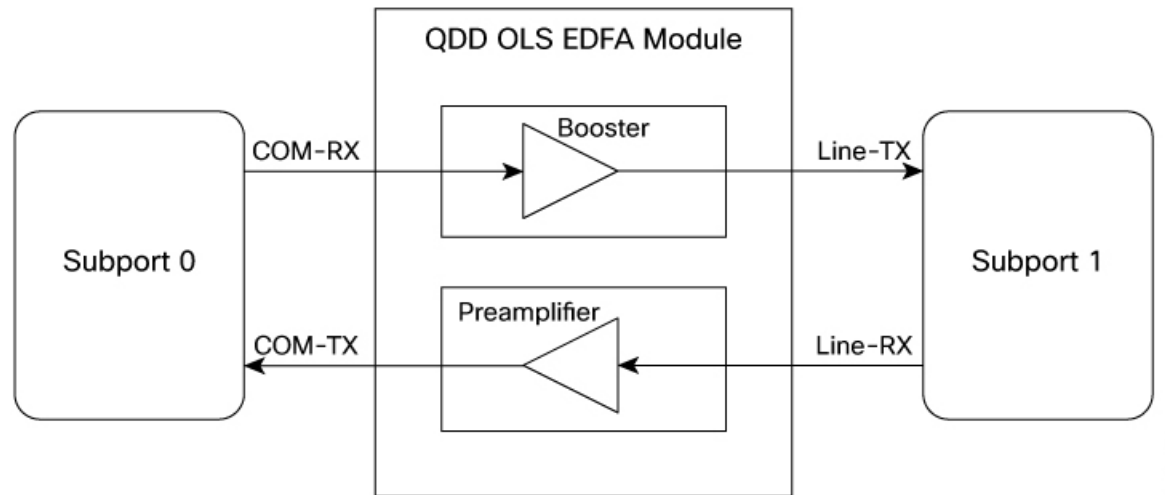 QDD OLS EDFA Module
Booster
COM-RX
Line-TX
Subport 0
Subport 1
Preamplifier
COM-TX
Line-RX